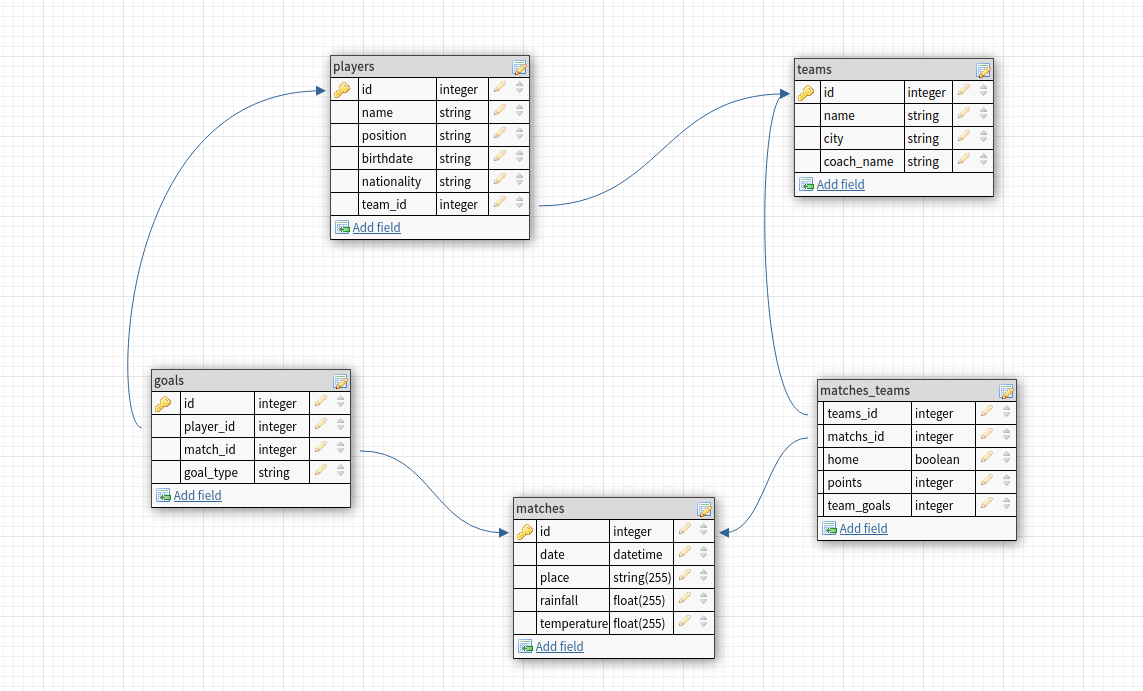 players
id integer
name string
position string
birthdate string
nationality string
team_id integer
Add field
teams
id integer
name string
city string
coach_name string
Add field
goals
id integer
player_id integer
match_id integer
goal_type string
Add field
matches_teams
teams_id integer
matchs_id integer
home boolean
points integer
team_goals integer
Add field
matches
id integer
date datetime
place string(255)
rainfall float(255)
temperature float(255)
Add field